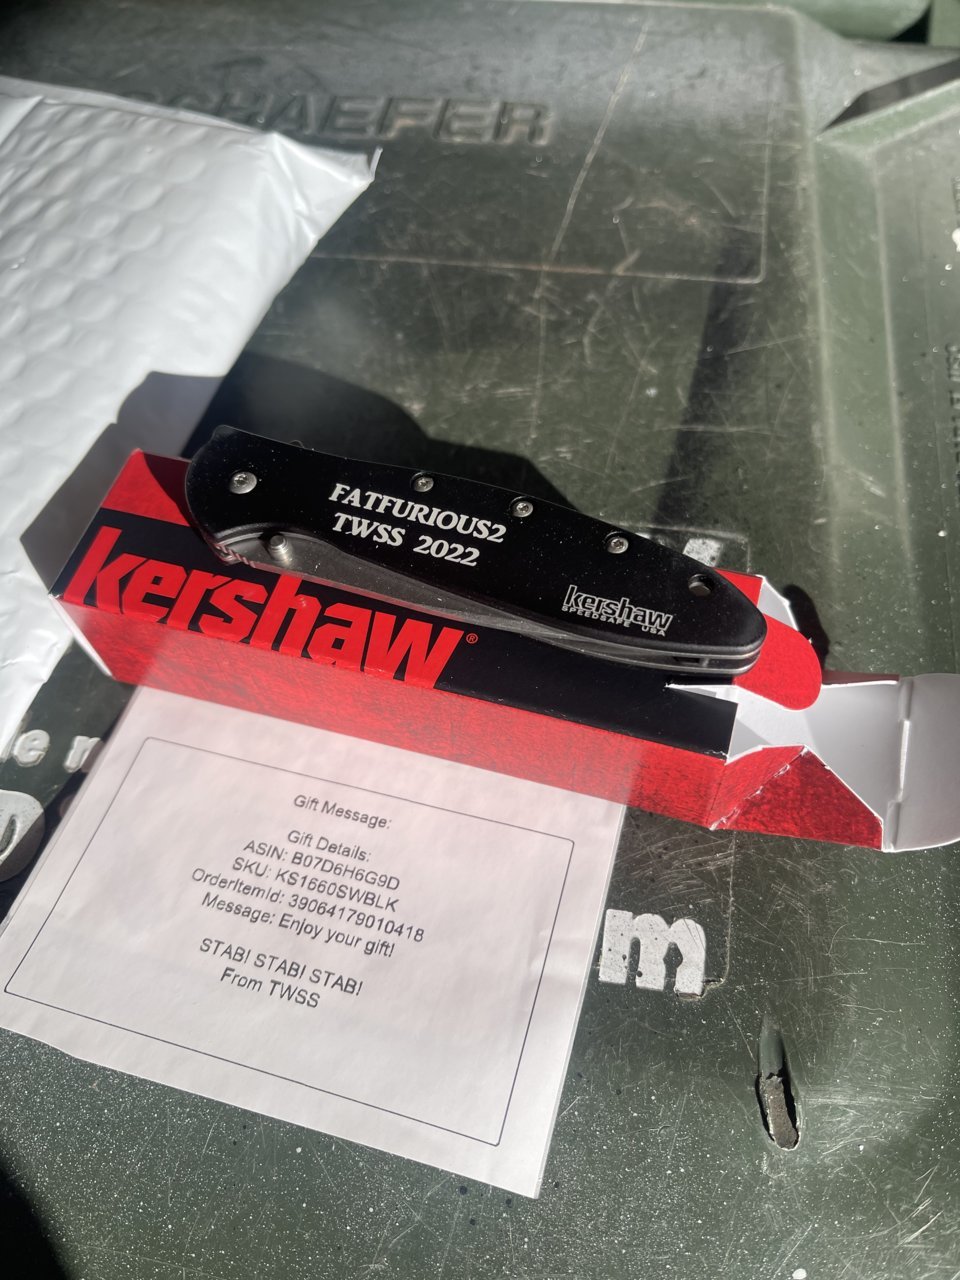 SCHAEFER
FATFURIOUS2
TWSS 2022
kershaw
SPEEDSAFE USA
kershaw®
Gift Message:
Gift Details:
ASIN: B07D6H6G9D
SKU: KS1660SWBLK
OrderItemId: 39064179010418
Message: Enjoy your gift!
STAB! STAB! STAB!
From TWSS